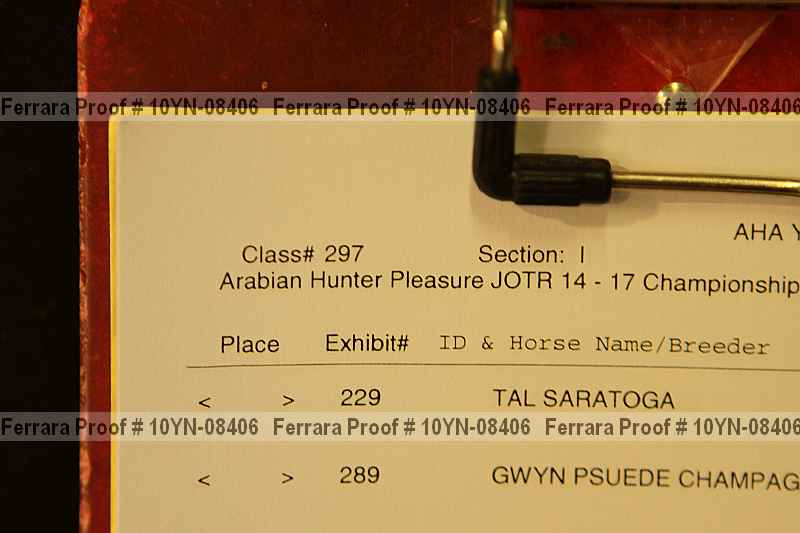 Ferrara Proof # 10YN-08406 Ferrara Proof # 10YN-08406 Ferrara Proof # 10YN-08406
AHA Y
Class# 297 Section: I
Arabian Hunter Pleasure JOTR 14 - 17 Championship
Place Exhibit# ID & Horse Name/Breeder
< > 229 TAL SARATOGA
Ferrara Proof # 10YN-08406 Ferrara Proof # 10YN-08406 Ferrara Proof # 10YN-08406
< > 289 GWYN PSUEDE CHAMPAG